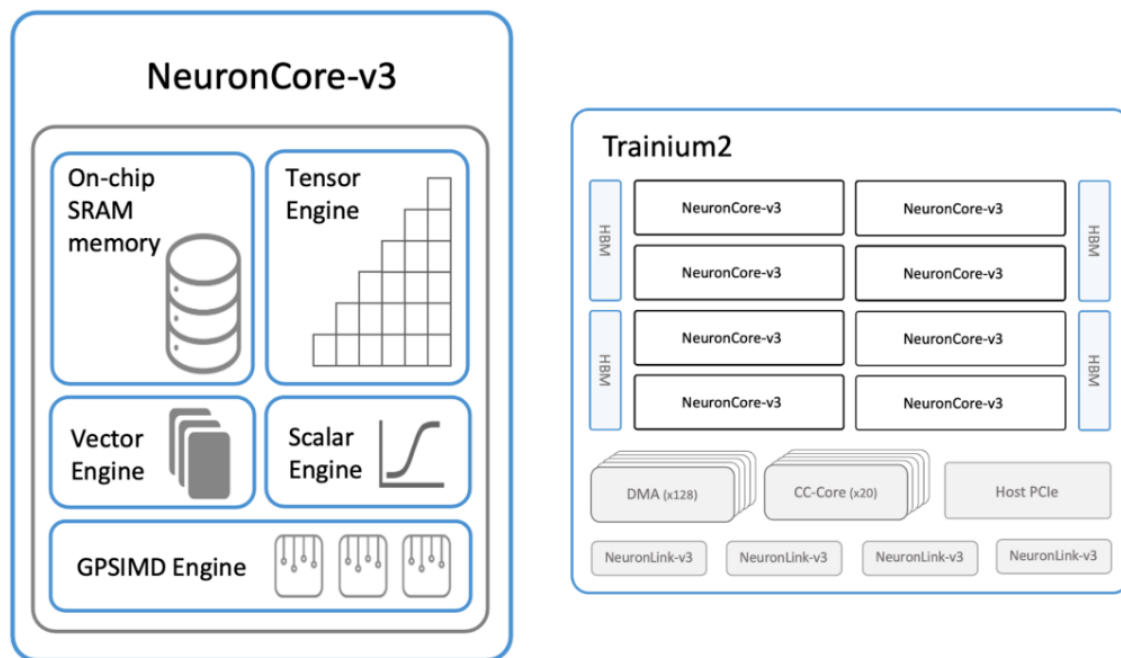 NeuronCore-v3
On-chip
SRAM
memory
Tensor
Engine
Vector
Engine
Scalar
Engine
GPSIMD Engine
Trainium2
HBM
NeuronCore-v3
NeuronCore-v3
HBM
NeuronCore-v3
NeuronCore-v3
HBM
NeuronCore-v3
NeuronCore-v3
HBM
NeuronCore-v3
NeuronCore-v3
DMA (x128)
CC-Core (x20)
Host PCIe
NeuronLink-v3
NeuronLink-v3
NeuronLink-v3
NeuronLink-v3